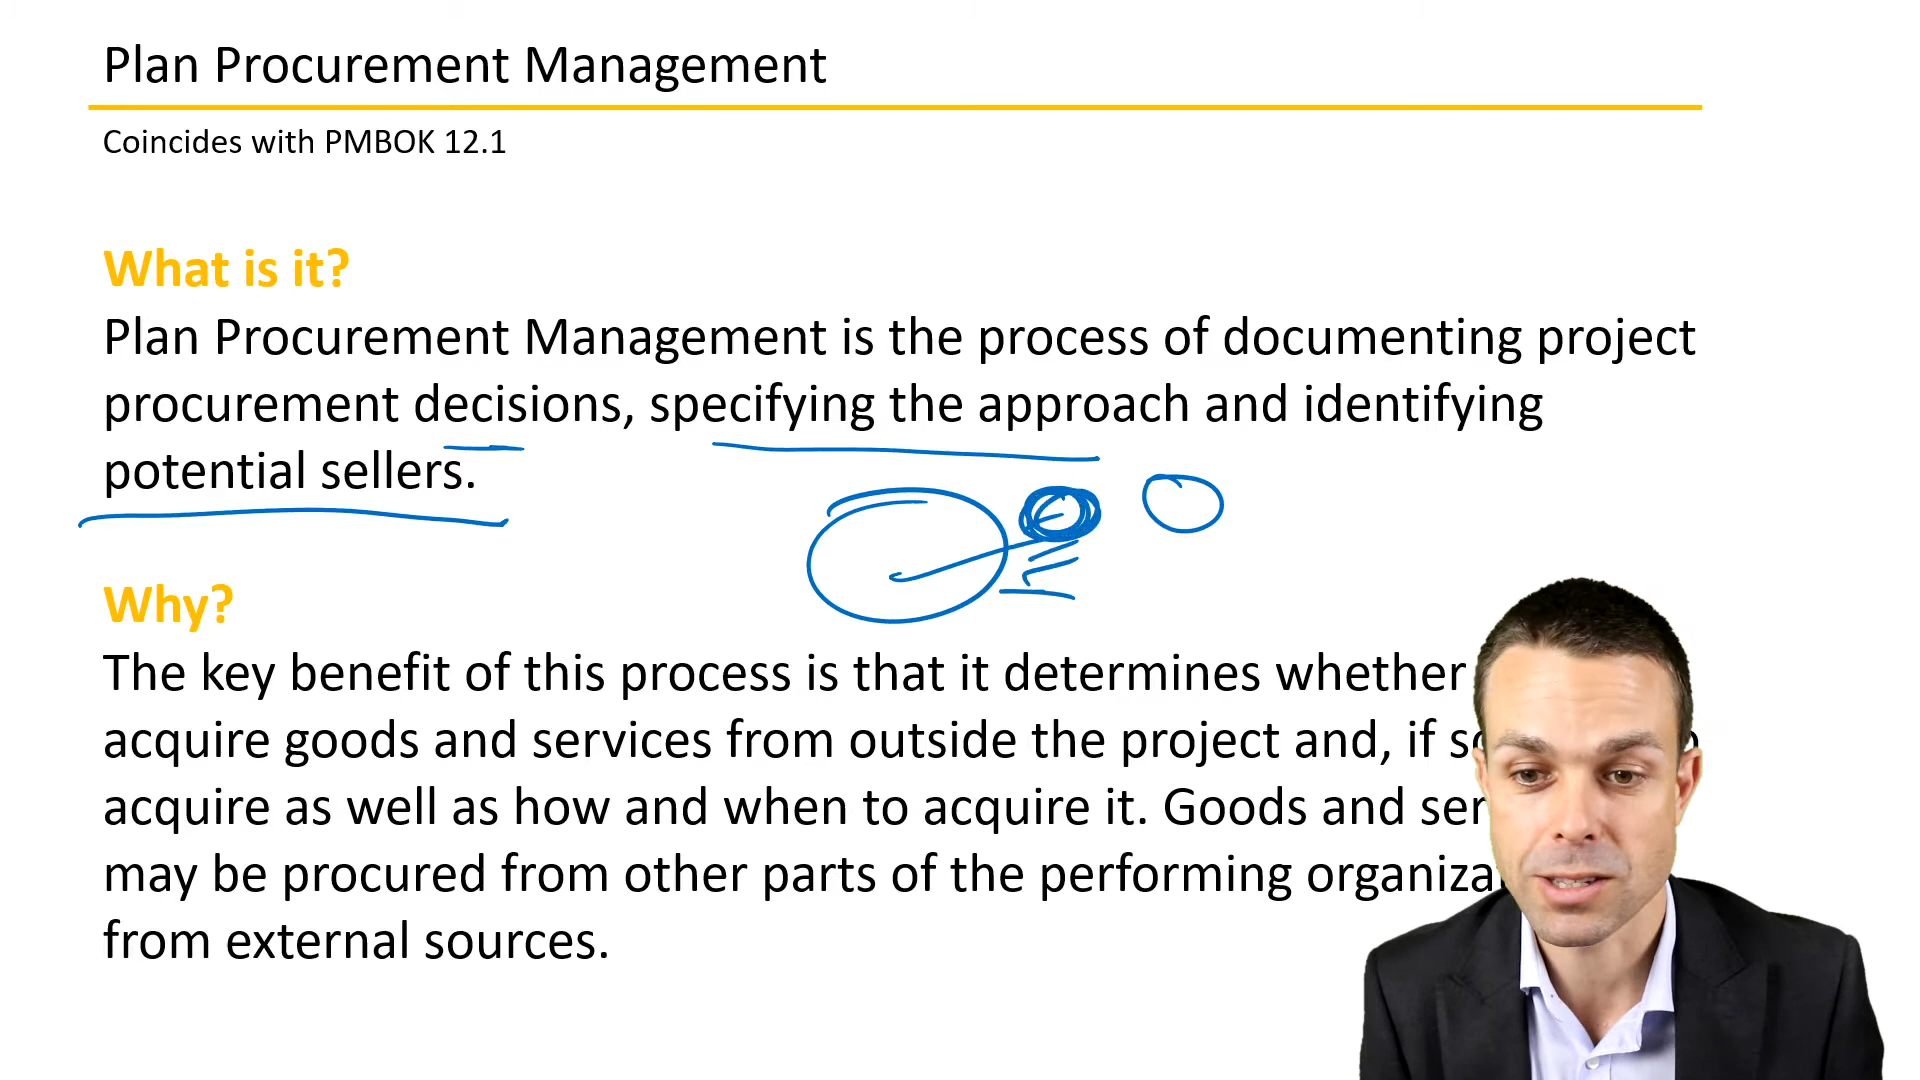 Plan Procurement Management
Coincides with PMBOK 12.1
What is it?
Plan Procurement Management is the process of documenting project
procurement decisions, specifying the approach and identifying
potential sellers.
Why?
The key benefit of this process is that it determines whether
acquire goods and services from outside the project and, if
acquire as well as how and when to acquire it. Goods and
may be procured from other parts of the performing
from external sources.